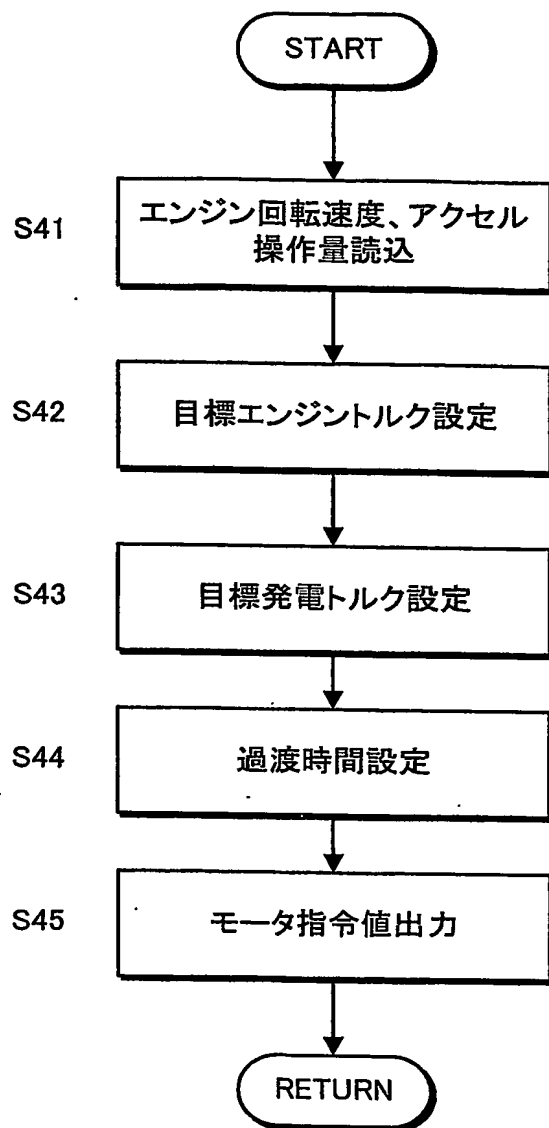 START
S41
エンジン回転速度、アクセル
操作量読込
S42
目標エンジントルク設定
S43
目標発電トルク設定
S44
過渡時間設定
S45
モータ指令値出力
RETURN